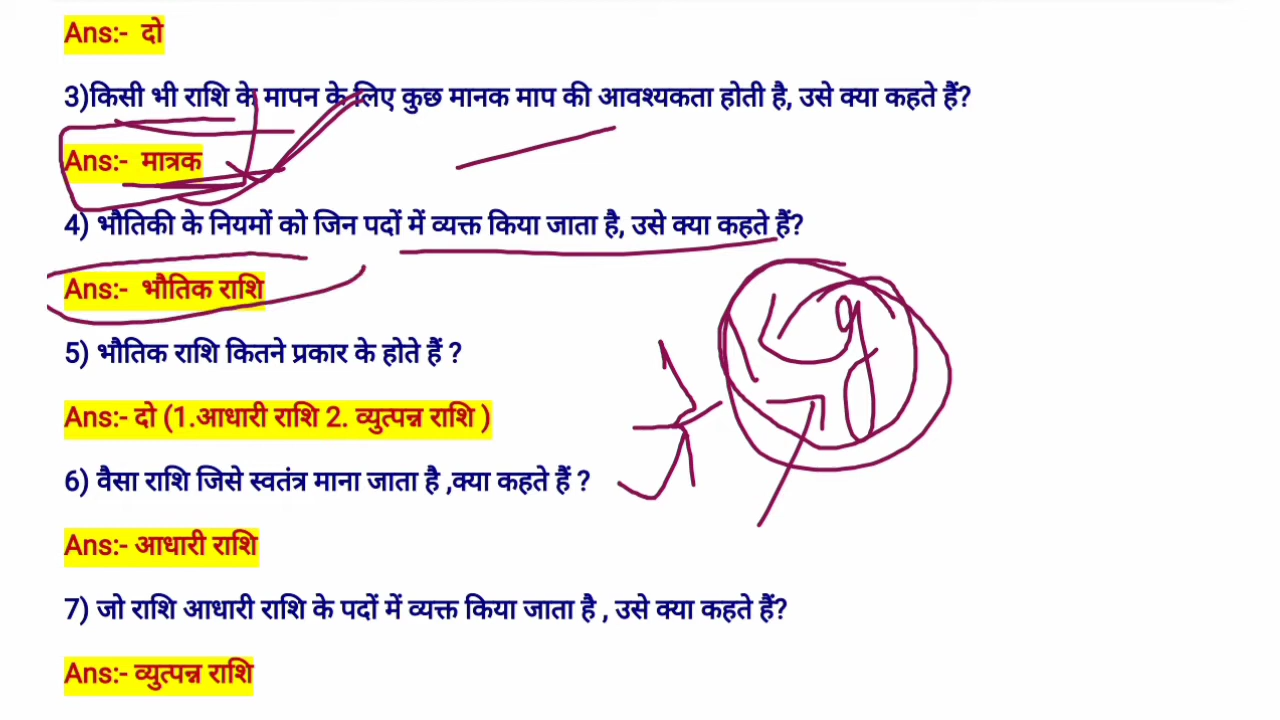 Ans:- दो
3)किसी भी राशि के मापन के लिए कुछ मानक माप की आवश्यकता होती है, उसे क्या कहते हैं?
Ans:- मात्रक
4) भौतिकी के नियमों को जिन पदों में व्यक्त किया जाता है, उसे क्या कहते हैं?
Ans:- भौतिक राशि
5) भौतिक राशि कितने प्रकार के होते हैं ?
Ans:- दो (1.आधारी राशि 2. व्युत्पन्न राशि )
6) वैसा राशि जिसे स्वतंत्र माना जाता है ,क्या कहते हैं ?
Ans:- आधारी राशि
7) जो राशि आधारी राशि के पदों में व्यक्त किया जाता है , उसे क्या कहते हैं?
Ans:- व्युत्पन्न राशि